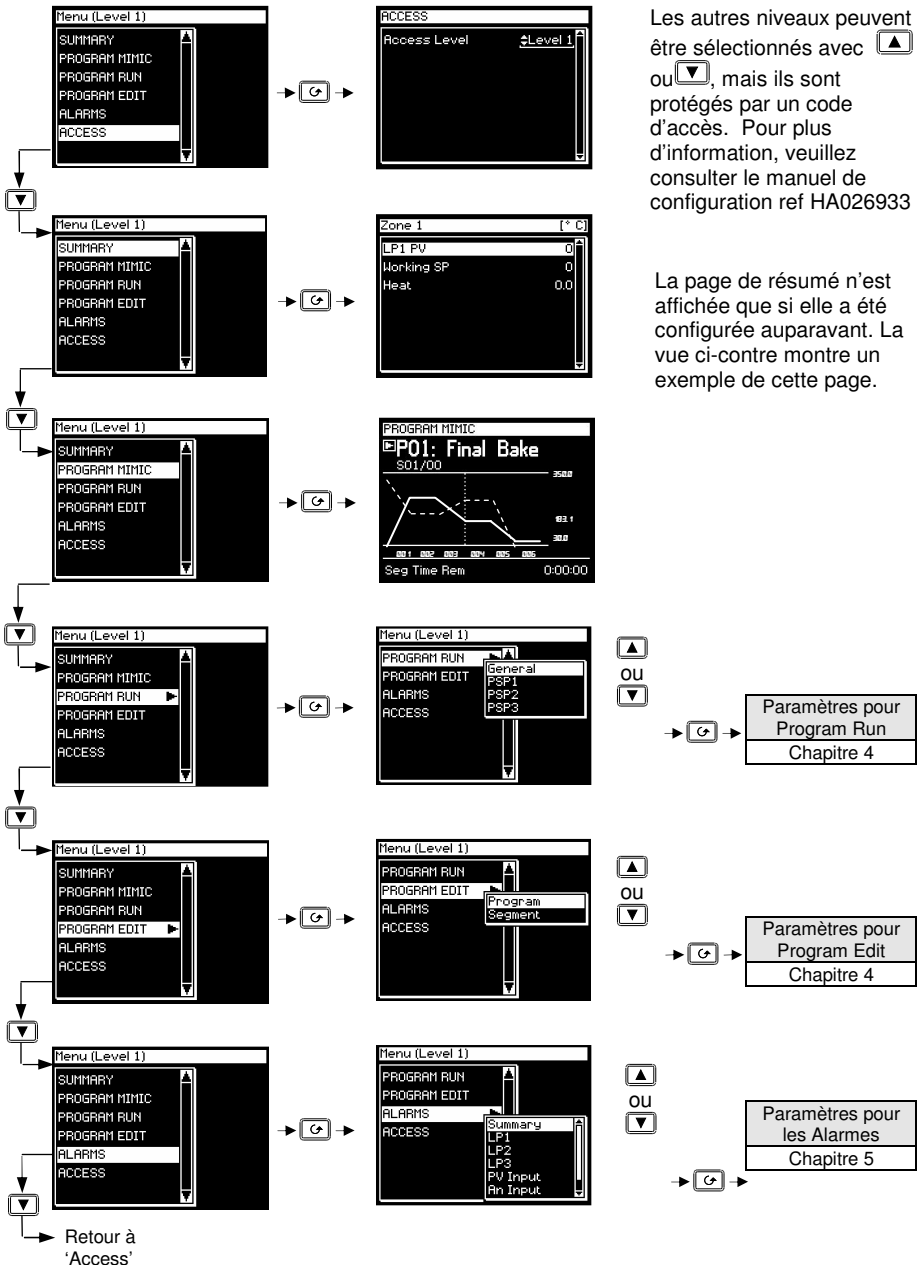 Menu (Level 1)
SUMMARY
PROGRAM MIMIC
PROGRAM RUN
PROGRAM EDIT
ALARMS
ACCESS
ACCESS
Access Level Level 1
Les autres niveaux peuvent
être sélectionnés avec
ou , mais ils sont
protégés par un code
d'accès. Pour plus
d'information, veuillez
consulter le manuel de
configuration ref HA026933
Menu (Level 1)
SUMMARY
PROGRAM MIMIC
PROGRAM RUN
PROGRAM EDIT
ALARMS
ACCESS
Zone 1 [° C]
LP1 PV 0
Working SP 0
Heat 0.0
La page de résumé n'est
affichée que si elle a été
configurée auparavant. La
vue ci-contre montre un
exemple de cette page.
Menu (Level 1)
SUMMARY
PROGRAM MIMIC
PROGRAM RUN
PROGRAM EDIT
ALARMS
ACCESS
PROGRAM MIMIC
P01: Final Bake
S01/00
350.0
183.1
30.0
001 002 003 004 005 006
Seg Time Rem 0:00:00
Menu (Level 1)
SUMMARY
PROGRAM MIMIC
PROGRAM RUN
PROGRAM EDIT
ALARMS
ACCESS
Menu (Level 1)
PROGRAM RUN
PROGRAM EDIT
ALARMS
ACCESS
General
PSP1
PSP2
PSP3
ou
Paramètres pour
Program Run
Chapitre 4
Menu (Level 1)
SUMMARY
PROGRAM MIMIC
PROGRAM RUN
PROGRAM EDIT
ALARMS
ACCESS
Menu (Level 1)
PROGRAM RUN
PROGRAM EDIT
ALARMS
ACCESS
Program
Segment
ou
Paramètres pour
Program Edit
Chapitre 4
Menu (Level 1)
SUMMARY
PROGRAM MIMIC
PROGRAM RUN
PROGRAM EDIT
ALARMS
ACCESS
Menu (Level 1)
PROGRAM RUN
PROGRAM EDIT
ALARMS
ACCESS
Summary
LP1
LP2
LP3
PV Input
An Input
ou
Paramètres pour
les Alarmes
Chapitre 5
Retour à
'Access'